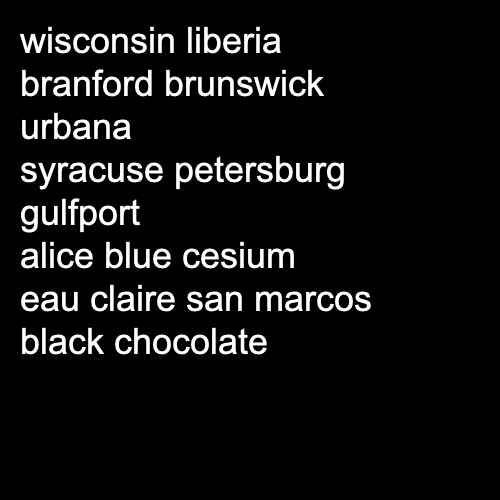 wisconsin liberia
branford brunswick
urbana
syracuse petersburg
gulfport
alice blue cesium
eau claire san marcos
black chocolate